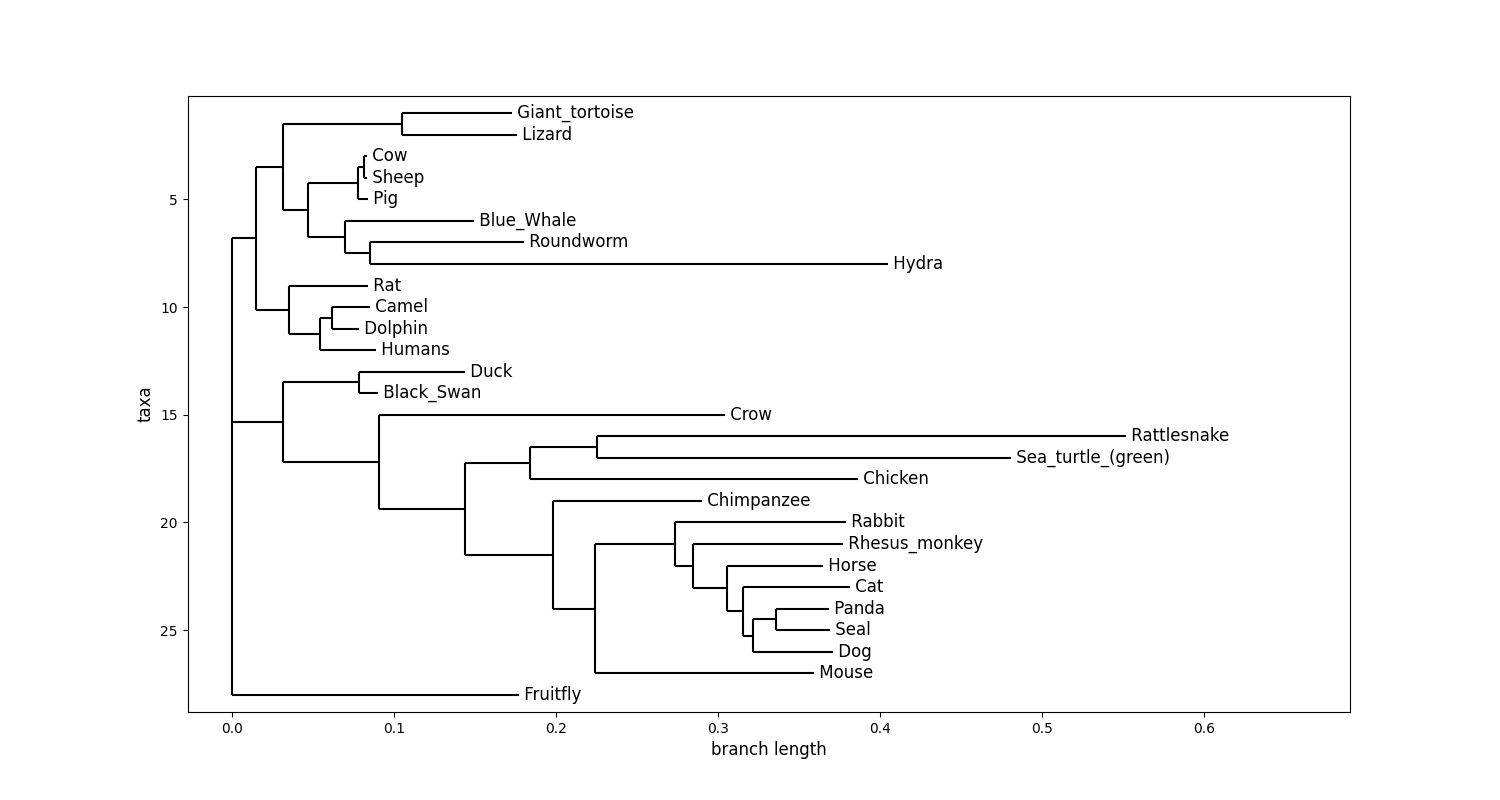 Giant_tortoise
Lizard
Cow
Sheep
Pig
Blue_Whale
Roundworm
Hydra
Rat
Camel
Dolphin
Humans
Duck
Black_Swan
Crow
Rattlesnake
Sea_turtle_(green)
Chicken
Chimpanzee
Rabbit
Rhesus_monkey
Horse
Cat
Panda
Seal
Dog
Mouse
Fruitfly
5
10
15
20
25
taxa
0.0 0.1 0.2 0.3 0.4 0.5 0.6
branch length